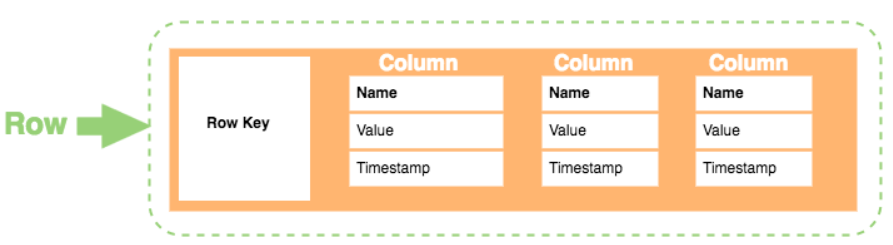 Column Column Column
Name Name Name
Row Row Key Value Value Value
Timestamp Timestamp Timestamp